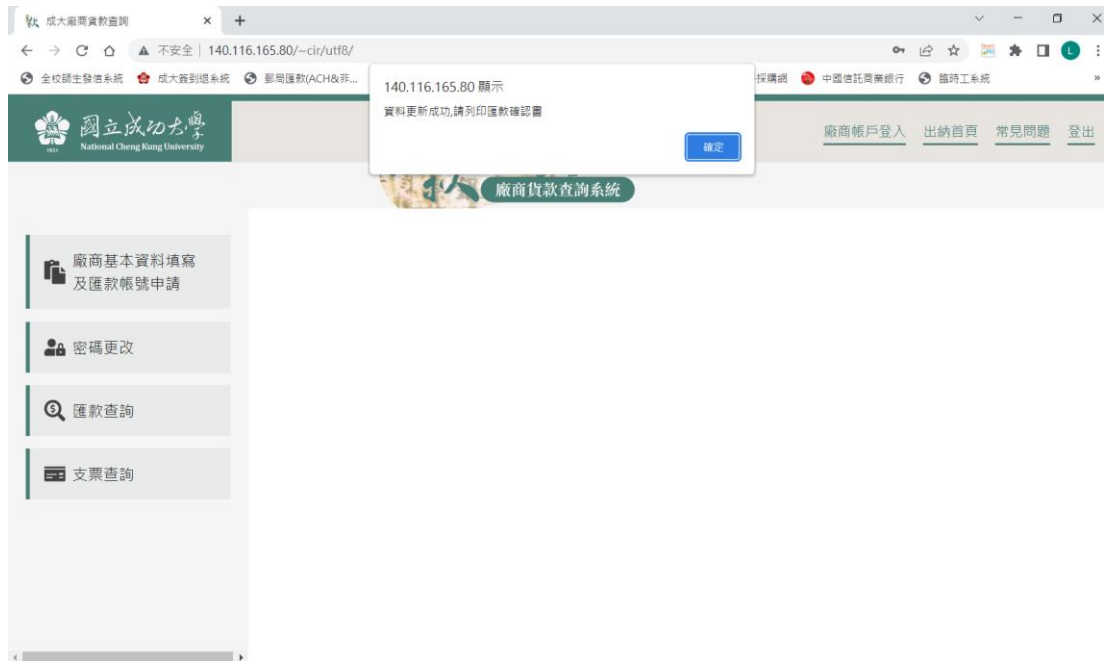 成大廠商貨款查詢
不安全 | 140.116.165.80/~cir/utf8/
全校師生發信系統 成大簽到退系統 郵局匯款(ACH&非... 採購網 中國信託商業銀行 臨時工系統 »
140.116.165.80 顯示
資料更新成功,請列印匯款確認書
確定
國立成功大學
National Cheng Kung University
1931
廠商帳戶登入 出納首頁 常見問題 登出
廠商貨款查詢系統
廠商基本資料填寫
及匯款帳號申請
密碼更改
匯款查詢
支票查詢
L